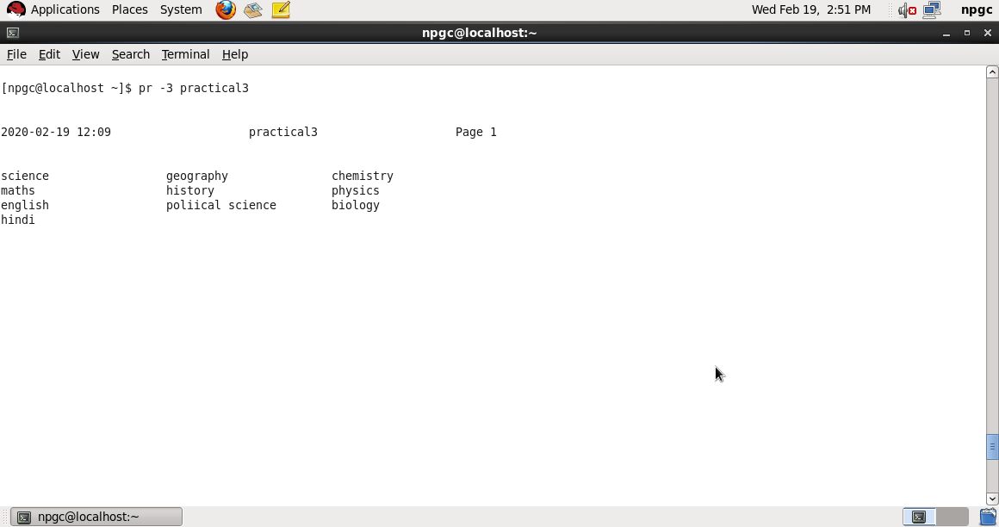 Applications Places System Wed Feb 19, 2:51 PM npgc
npgc@localhost:~
File Edit View Search Terminal Help
[npgc@localhost ~]$ pr -3 practical3
2020-02-19 12:09 practical3 Page 1
science geography chemistry
maths history physics
english poliical science biology
hindi
npgc@localhost:~